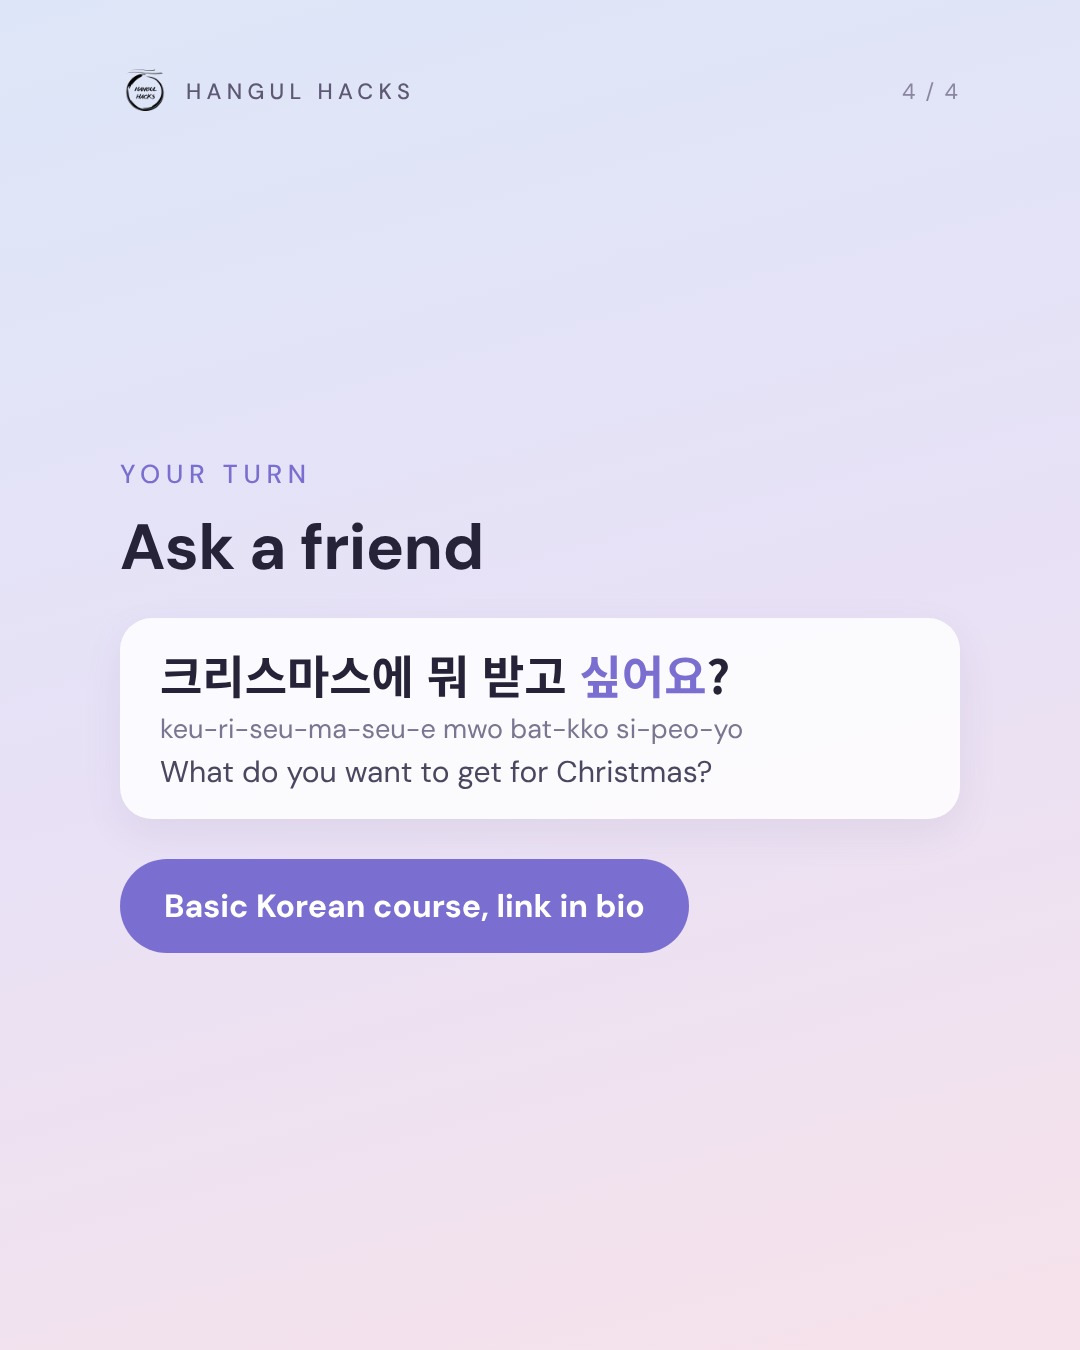 HANGUL HACKS
HANGUL HACKS
4 / 4
YOUR TURN
Ask a friend
크리스마스에 뭐 받고 싶어요?
keu-ri-seu-ma-seu-e mwo bat-kko si-peo-yo
What do you want to get for Christmas?
Basic Korean course, link in bio